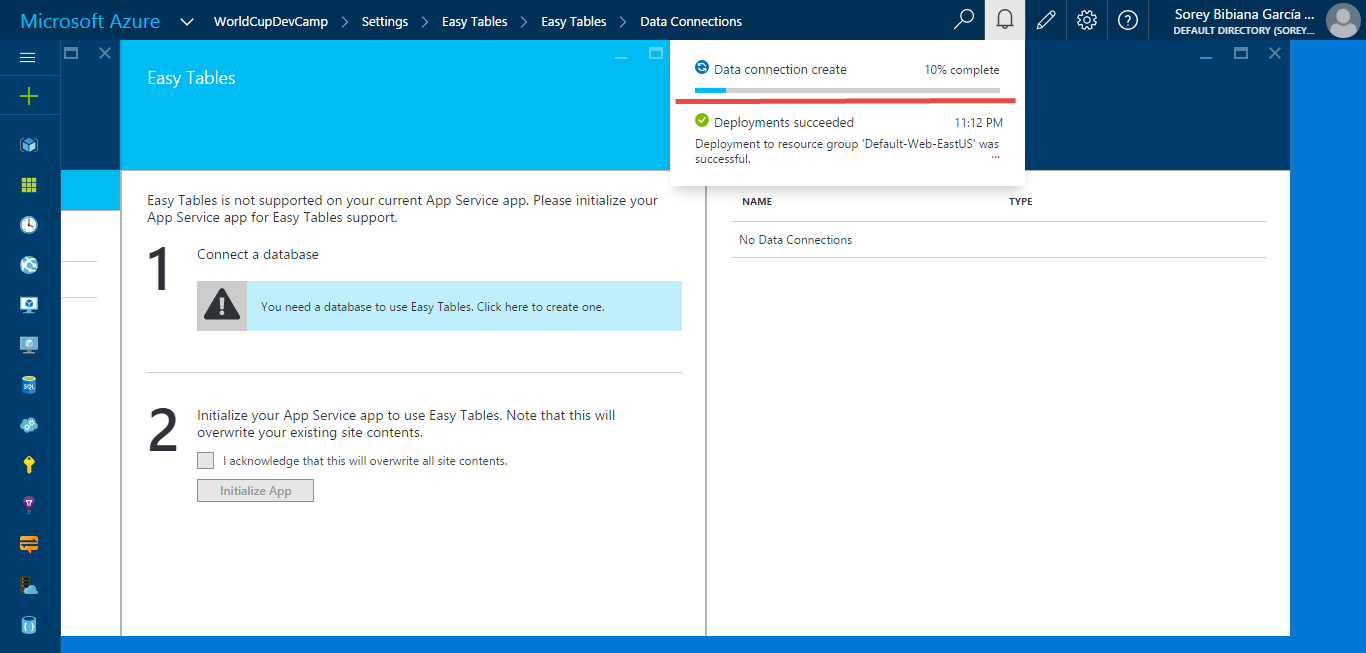 Microsoft Azure
WorldCupDevCamp
Settings
Easy Tables
Easy Tables
Data Connections
Sorey Bibiana García ...
DEFAULT DIRECTORY (SOREY...
Easy Tables
Data connection create
10% complete
Deployments succeeded
11:12 PM
Deployment to resource group 'Default-Web-EastUS' was
successful.
...
Easy Tables is not supported on your current App Service app. Please initialize your
App Service app for Easy Tables support.
1
Connect a database
You need a database to use Easy Tables. Click here to create one.
2
Initialize your App Service app to use Easy Tables. Note that this will
overwrite your existing site contents.
I acknowledge that this will overwrite all site contents.
Initialize App
NAME
TYPE
No Data Connections
SQL